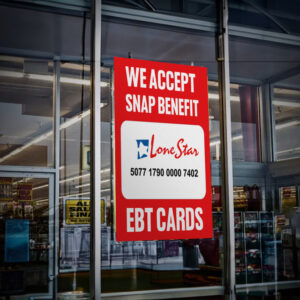 WE ACCEPT
SNAP BENEFIT
Lone Star
5077 1790 0000 7402
EBT CARDS